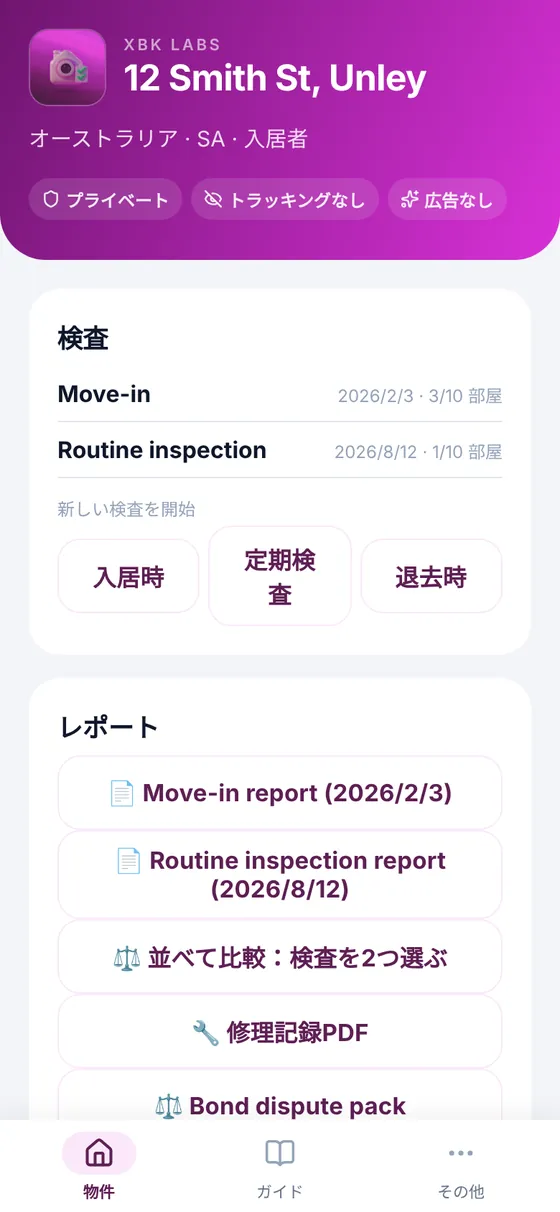 XBK LABS
12 Smith St, Unley
オーストラリア · SA · 入居者
プライベート
トラッキングなし
広告なし
検査
Move-in
2026/2/3 · 3/10 部屋
Routine inspection
2026/8/12 · 1/10 部屋
新しい検査を開始
入居時
定期検
査
退去時
レポート
📄 Move-in report (2026/2/3)
📄 Routine inspection report
(2026/8/12)
⚖️ 並べて比較：検査を2つ選ぶ
🔧 修理記録PDF
⚖️ Bond dispute pack
物件
ガイド
その他